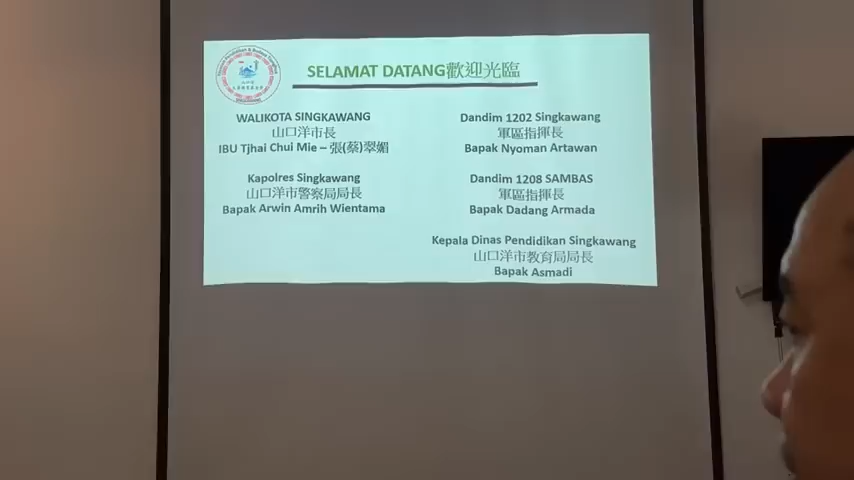 SELAMAT DATANG歡迎光臨
WALIKOTA SINGKAWANG
山口洋市長
IBU Tjhai Chui Mie – 張(蔡)翠媚
Kapolres Singkawang
山口洋市警察局局長
Bapak Arwin Amrih Wientama
Dandim 1202 Singkawang
軍區指揮長
Bapak Nyoman Artawan
Dandim 1208 SAMBAS
軍區指揮長
Bapak Dadang Armada
Kepala Dinas Pendidikan Singkawang
山口洋市教育局局長
Bapak Asmadi